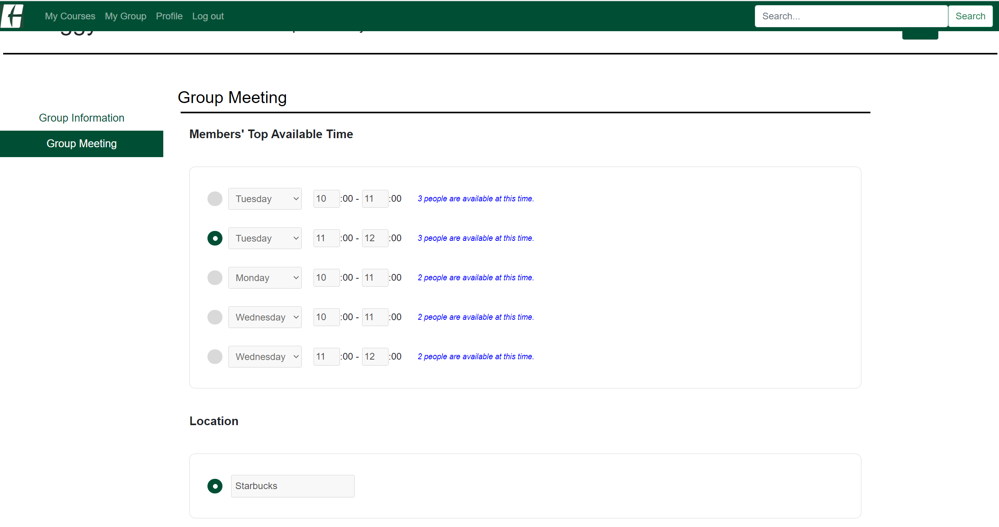 My Courses My Group Profile Log out Search... Search
Group Meeting
Group Information
Group Meeting
Members' Top Available Time
Tuesday 10 :00 - 11 :00 3 people are available at this time.
Tuesday 11 :00 - 12 :00 3 people are available at this time.
Monday 10 :00 - 11 :00 2 people are available at this time.
Wednesday 10 :00 - 11 :00 2 people are available at this time.
Wednesday 11 :00 - 12 :00 2 people are available at this time.
Location
Starbucks